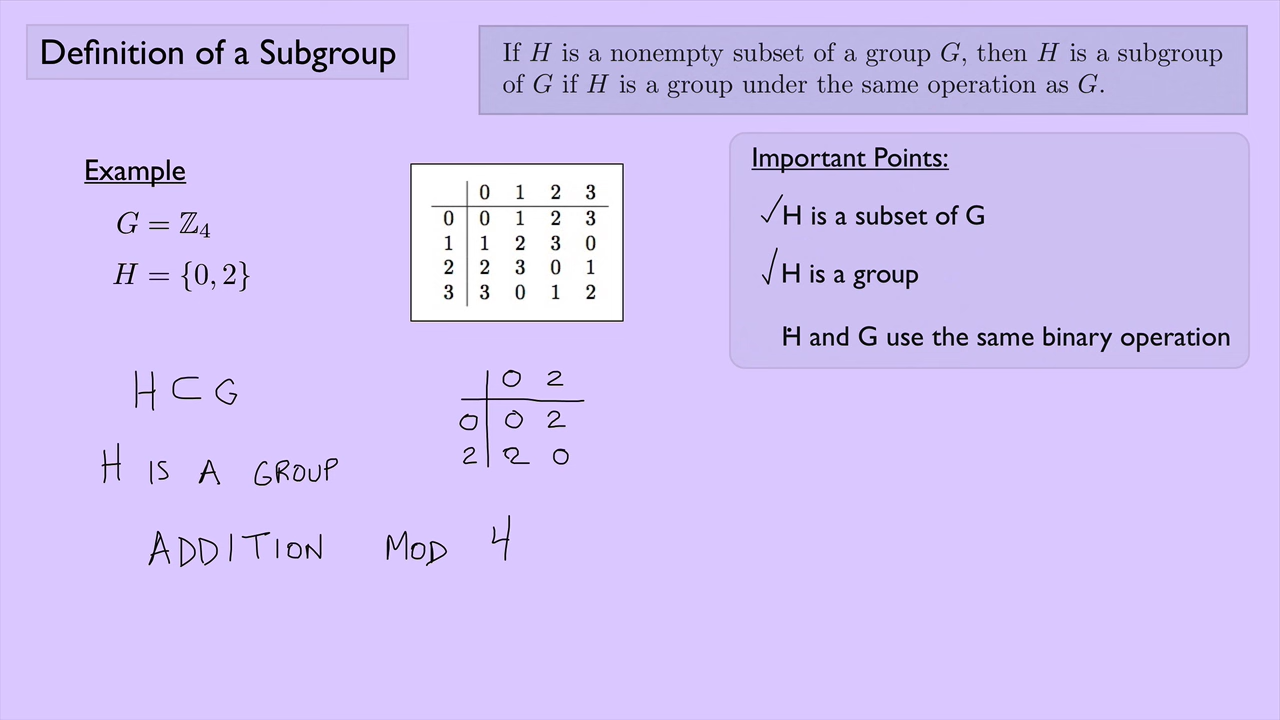 Definition of a Subgroup
If H is a nonempty subset of a group G, then H is a subgroup
of G if H is a group under the same operation as G.
Example
G = ℤ₄
H = {0, 2}
0 1 2 3
0 0 1 2 3
1 1 2 3 0
2 2 3 0 1
3 3 0 1 2
Important Points:
✓ H is a subset of G
✓ H is a group
H and G use the same binary operation
H ⊂ G
0 2
0 0 2
2 2 0
H IS A GROUP
ADDITION MOD 4